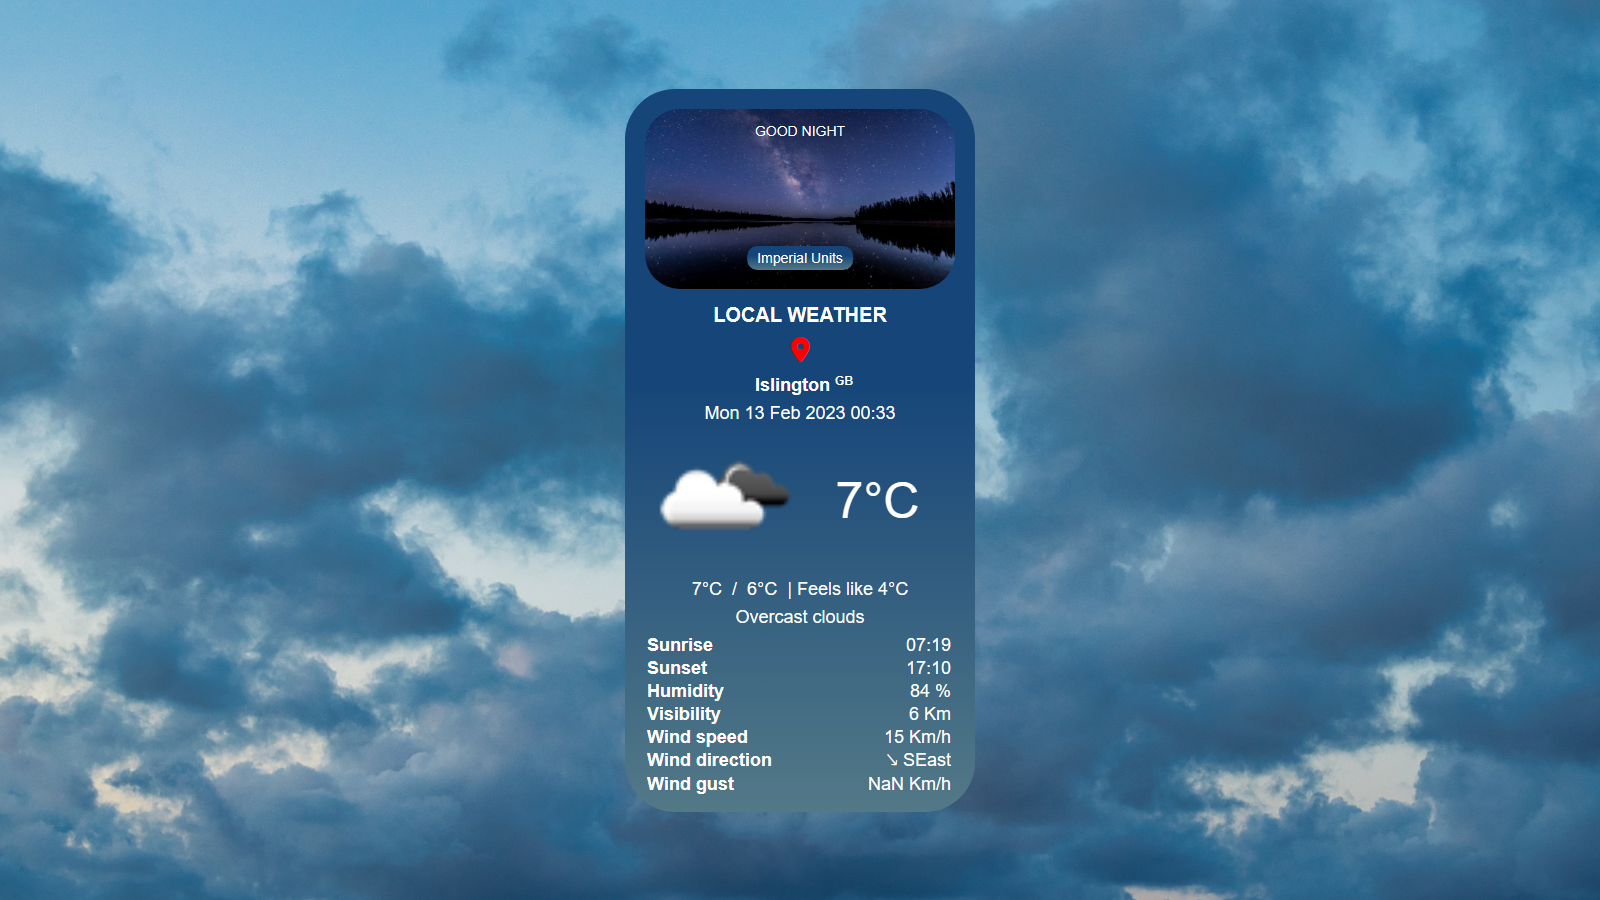 GOOD NIGHT
Imperial Units
LOCAL WEATHER
Islington GB
Mon 13 Feb 2023 00:33
7°C
7°C / 6°C | Feels like 4°C
Overcast clouds
Sunrise 07:19
Sunset 17:10
Humidity 84 %
Visibility 6 Km
Wind speed 15 Km/h
Wind direction ↘ SEast
Wind gust NaN Km/h